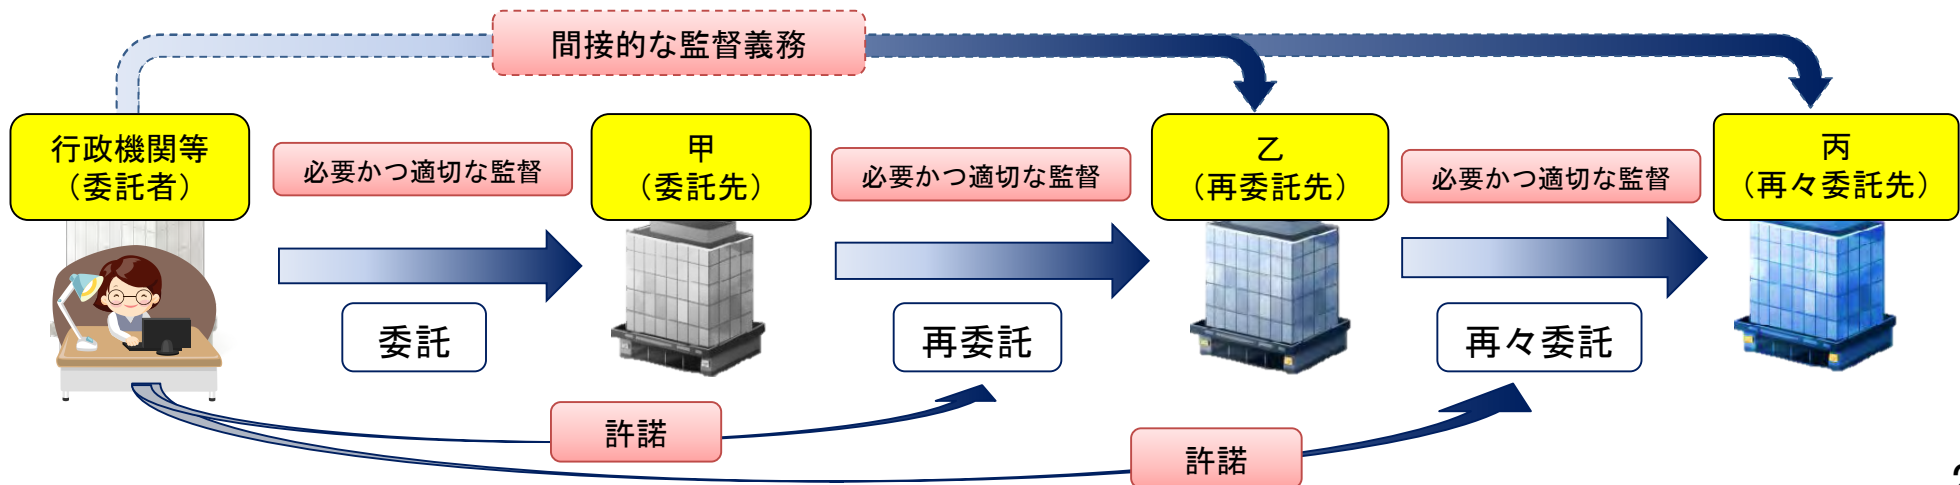 間接的な監督義務
行政機関等
（委託者）
必要かつ適切な監督
甲
（委託先）
必要かつ適切な監督
乙
（再委託先）
必要かつ適切な監督
丙
（再々委託先）
委託
再委託
再々委託
許諾
許諾